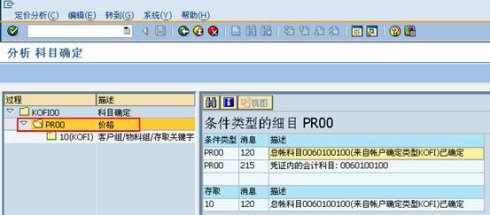 定价分析(C) 编辑(E) 转到(G) 系统(Y) 帮助(H)
分析 科目确定
过程 描述
KOFI00 科目确定
PR00 价格
10(KOFI) 客户组/物料组/存取关键字
视图
条件类型的细目 PR00
条件类型 消息 描述
PR00 120 总帐科目0060100100(来自帐户确定类型KOFI)已确定
PR00 215 凭证内的会计科目: 0060100100
存取 消息 描述
10 120 总帐科目0060100100(来自帐户确定类型KOFI)已确定